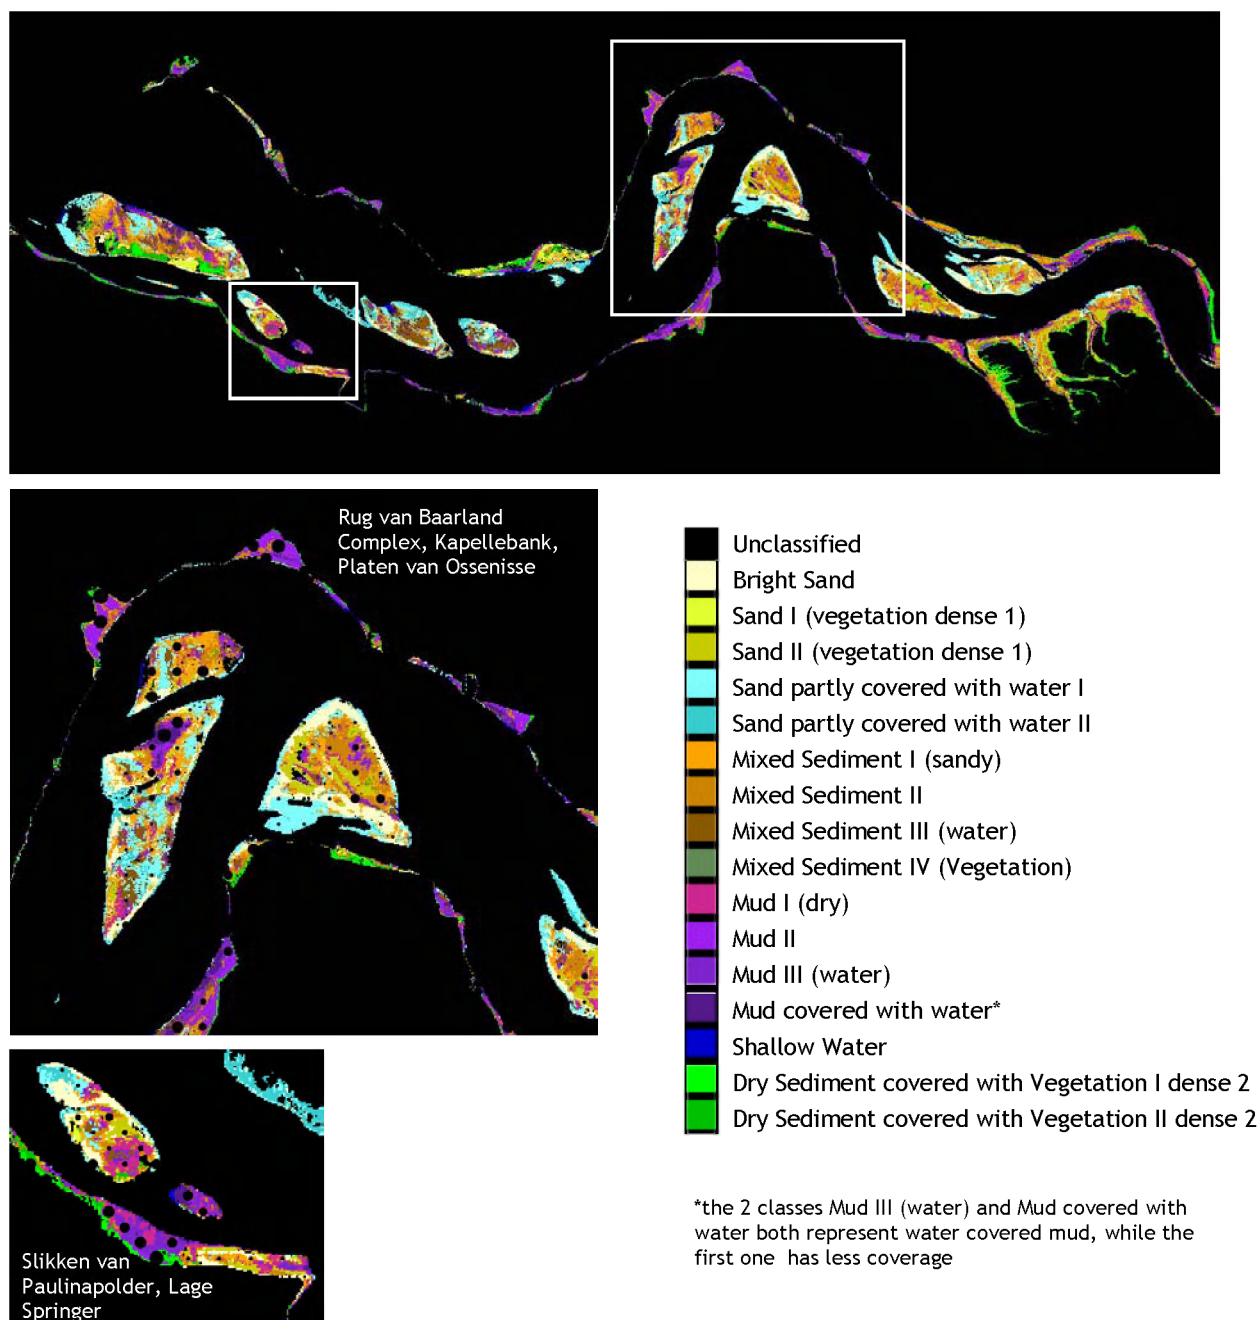 Rug van Baarland
Complex, Kapellebank,
Platen van Ossenisse
Unclassified
Bright Sand
Sand I (vegetation dense 1)
Sand II (vegetation dense 1)
Sand partly covered with water I
Sand partly covered with water II
Mixed Sediment I (sandy)
Mixed Sediment II
Mixed Sediment III (water)
Mixed Sediment IV (Vegetation)
Mud I (dry)
Mud II
Mud III (water)
Mud covered with water*
Shallow Water
Dry Sediment covered with Vegetation I dense 2
Dry Sediment covered with Vegetation II dense 2
*the 2 classes Mud III (water) and Mud covered with
water both represent water covered mud, while the
first one has less coverage
Slikken van
Paulinapolder, Lage
Springer